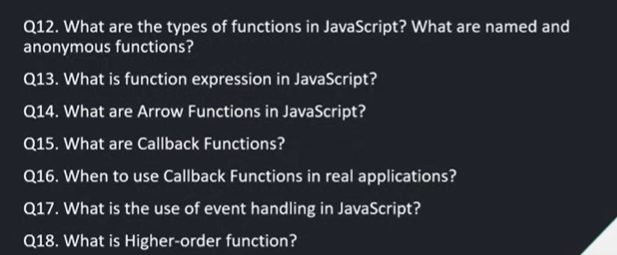 Q12. What are the types of functions in JavaScript? What are named and
anonymous functions?
Q13. What is function expression in JavaScript?
Q14. What are Arrow Functions in JavaScript?
Q15. What are Callback Functions?
Q16. When to use Callback Functions in real applications?
Q17. What is the use of event handling in JavaScript?
Q18. What is Higher-order function?